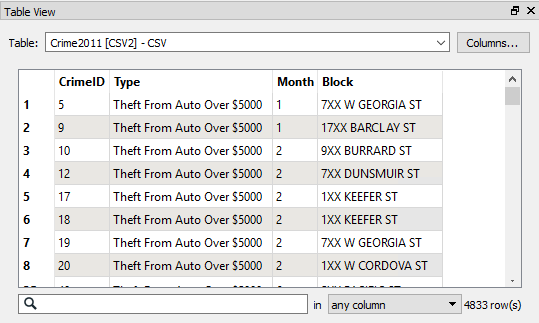 Table View
Table: Crime2011 [CSV2] - CSV Columns...
CrimeID Type Month Block
1 5 Theft From Auto Over $5000 1 7XX W GEORGIA ST
2 9 Theft From Auto Over $5000 1 17XX BARCLAY ST
3 10 Theft From Auto Over $5000 2 9XX BURRARD ST
4 12 Theft From Auto Over $5000 2 7XX DUNSMUIR ST
5 17 Theft From Auto Over $5000 2 1XX KEEFER ST
6 18 Theft From Auto Over $5000 2 1XX KEEFER ST
7 19 Theft From Auto Over $5000 2 7XX W GEORGIA ST
8 20 Theft From Auto Over $5000 2 1XX W CORDOVA ST
in any column 4833 row(s)